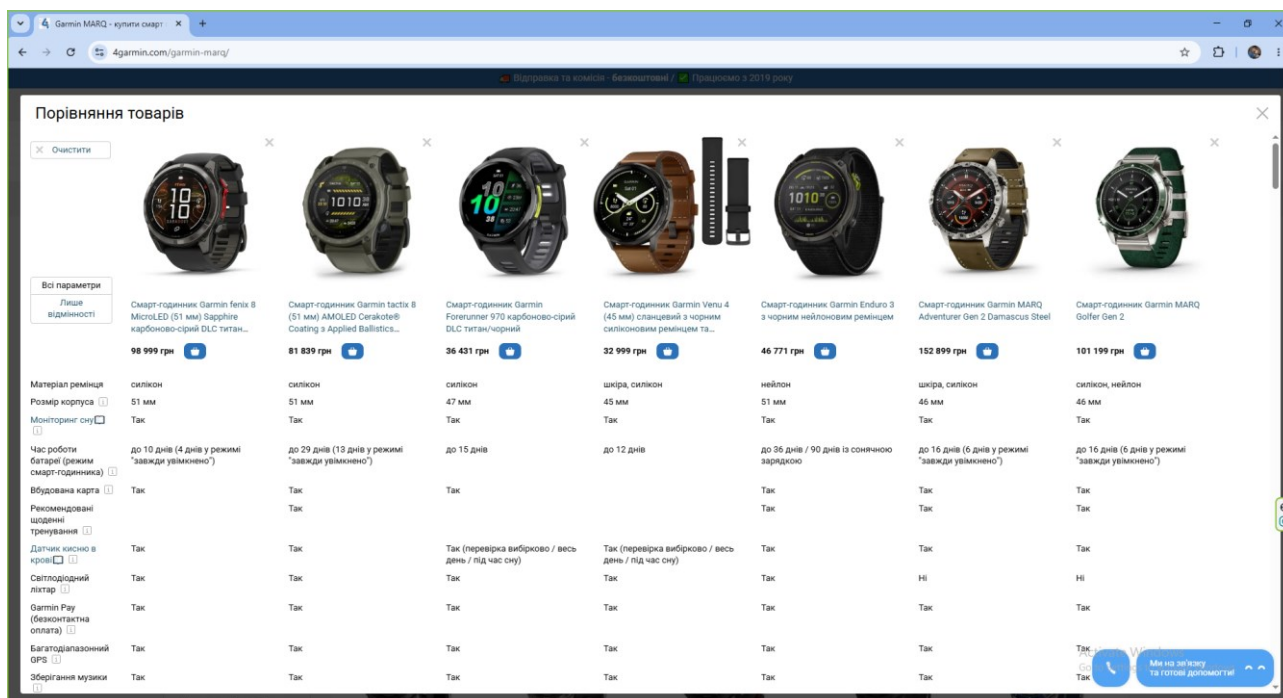 Garmin MARQ - купити смарт
4garmin.com/garmin-marq/
Відправка та комісія - безкоштовні / Працюємо з 2019 року
Порівняння товарів
Очистити
Всі параметри
Лише
відмінності
Смарт-годинник Garmin fenix 8
MicroLED (51 мм) Sapphire
карбоново-сірий DLC титан...
98 999 грн
Смарт-годинник Garmin tactix 8
(51 мм) AMOLED Cerakote®
Coating з Applied Ballistics...
81 839 грн
Смарт-годинник Garmin
Forerunner 970 карбоново-сірий
DLC титан/чорний
36 431 грн
Смарт-годинник Garmin Venu 4
(45 мм) сланцевий з чорним
силіконовим ремінцем та...
32 999 грн
Смарт-годинник Garmin Enduro 3
з чорним нейлоновим ремінцем
46 771 грн
Смарт-годинник Garmin MARQ
Adventurer Gen 2 Damascus Steel
152 899 грн
Смарт-годинник Garmin MARQ
Golfer Gen 2
101 199 грн
Матеріал ремінця силікон силікон силікон шкіра, силікон нейлон шкіра, силікон силікон, нейлон
Розмір корпуса 51 мм 51 мм 47 мм 45 мм 51 мм 46 мм 46 мм
Моніторинг сну Так Так Так Так Так Так Так
Час роботи
батареї (режим
смарт-годинника)
до 10 днів (4 днів у режимі
"завжди увімкнено")
до 29 днів (13 днів у режимі
"завжди увімкнено")
до 15 днів
до 12 днів
до 36 днів / 90 днів із сонячною
зарядкою
до 16 днів (6 днів у режимі
"завжди увімкнено")
до 16 днів (6 днів у режимі
"завжди увімкнено")
Вбудована карта Так Так Так Так Так Так
Рекомендовані
щоденні
тренування
Так Так Так Так
Датчик кисню в
крові
Так
Так
Так (перевірка вибірково / весь
день / під час сну)
Так (перевірка вибірково / весь
день / під час сну)
Так
Так
Так
Світлодіодний
ліхтар
Так Так Так Так Так Ні Ні
Garmin Pay
(безконтактна
оплата)
Так Так Так Так Так Так Так
Багатодіапазонний
GPS
Так Так Так Так Так Так Так
Зберігання музики Так Так Так Так Так Так Так
Ми на зв'язку
та готові допомогти!